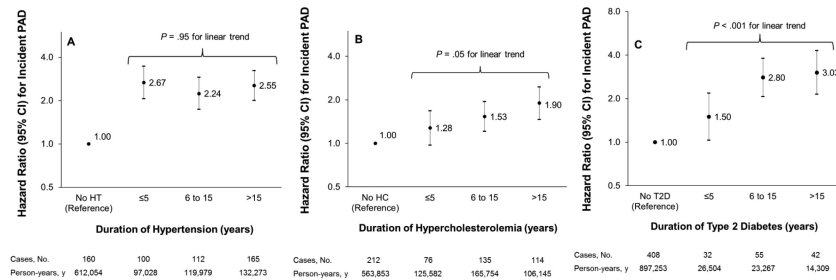 A
P = .95 for linear trend
Hazard Ratio (95% CI) for Incident PAD
4.0
2.0
1.0
0.5
1.00
2.67
2.24
2.55
No HT
(Reference)
≤5
6 to 15
>15
Duration of Hypertension (years)
Cases, No. 160 100 112 165
Person-years, y 612,054 97,028 119,979 132,273
B
P = .05 for linear trend
Hazard Ratio (95% CI) for Incident PAD
4.0
2.0
1.0
0.5
1.00
1.28
1.53
1.90
No HC
(Reference)
≤5
6 to 15
>15
Duration of Hypercholesterolemia (years)
Cases, No. 212 76 135 114
Person-years, y 563,853 125,582 165,754 106,145
C
P < .001 for linear trend
Hazard Ratio (95% CI) for Incident PAD
8.0
4.0
2.0
1.0
0.5
1.00
1.50
2.80
3.03
No T2D
(Reference)
≤5
6 to 15
>15
Duration of Type 2 Diabetes (years)
Cases, No. 408 32 55 42
Person-years, y 897,253 26,504 23,267 14,309